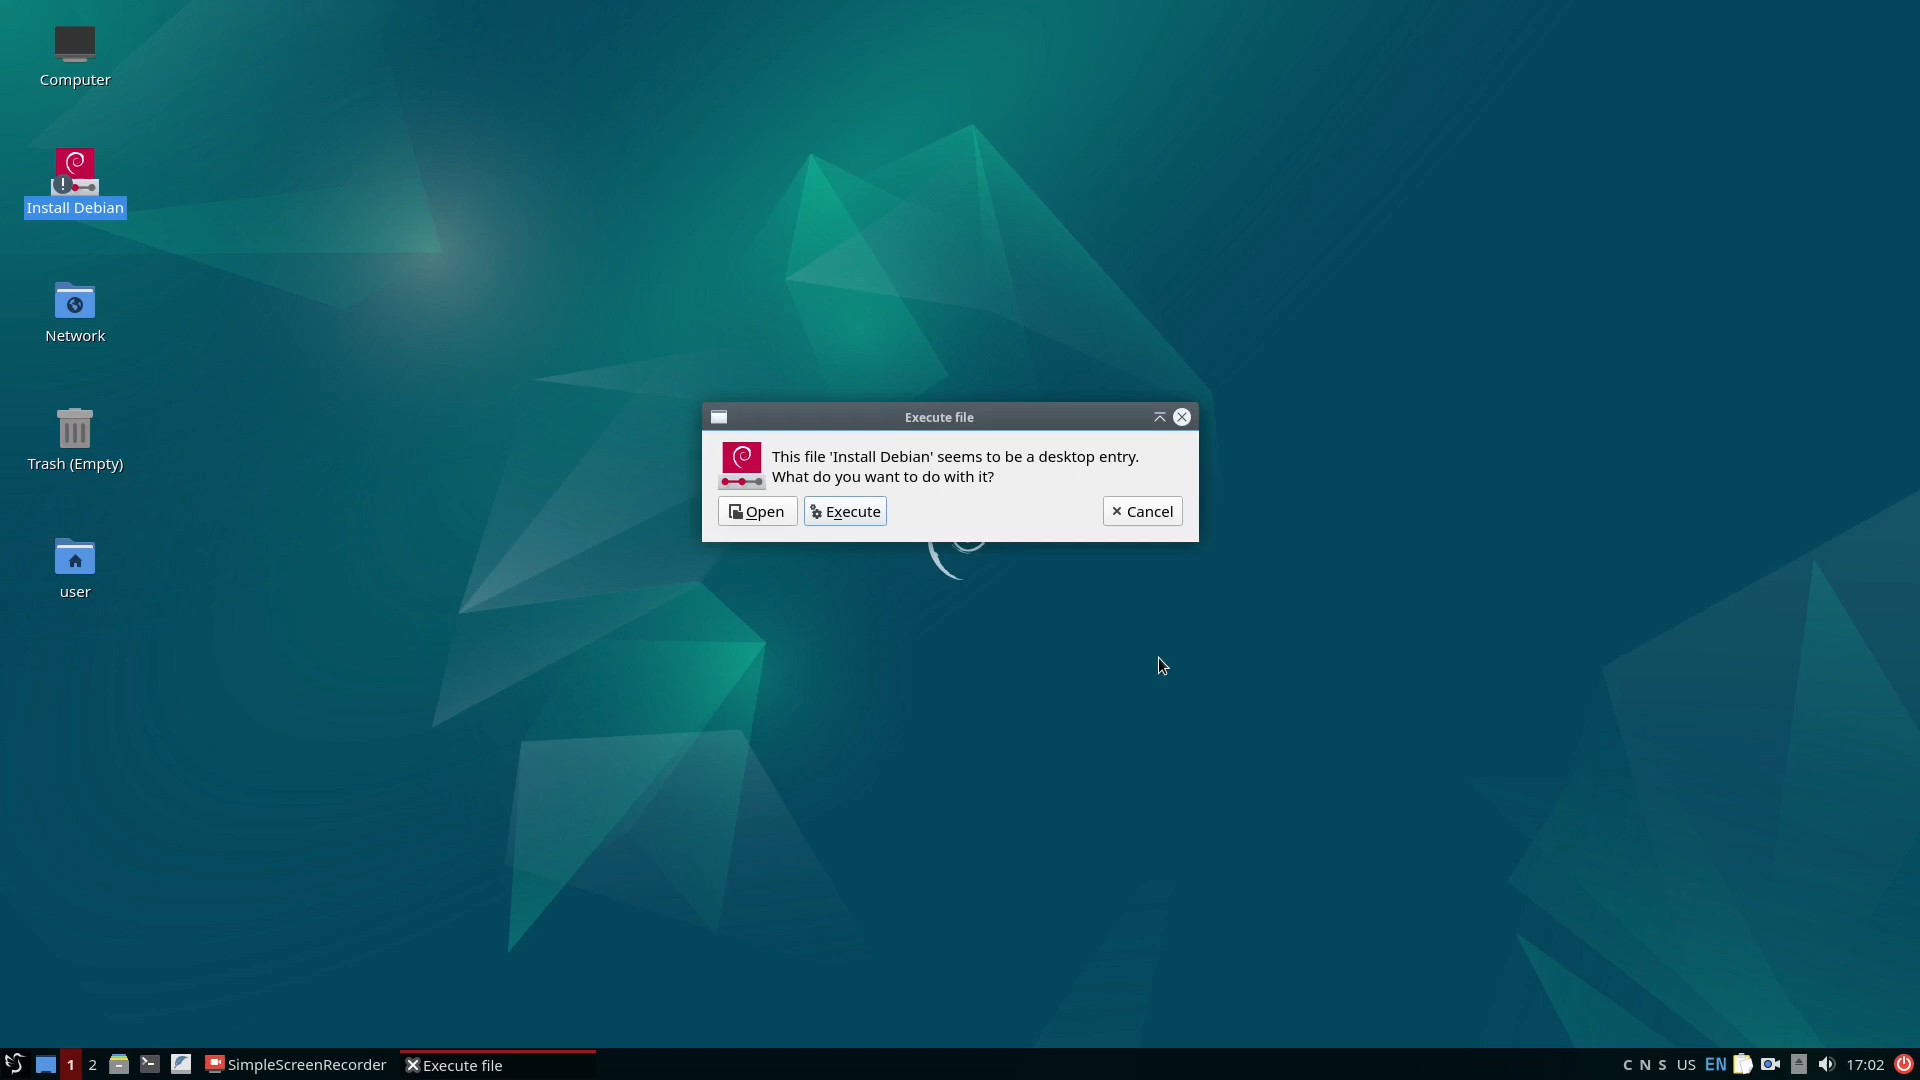 Computer
Install Debian
Network
Trash (Empty)
user
Execute file
This file 'Install Debian' seems to be a desktop entry.
What do you want to do with it?
Open
Execute
Cancel
1
2
SimpleScreenRecorder
Execute file
C N S
US
EN
17:02